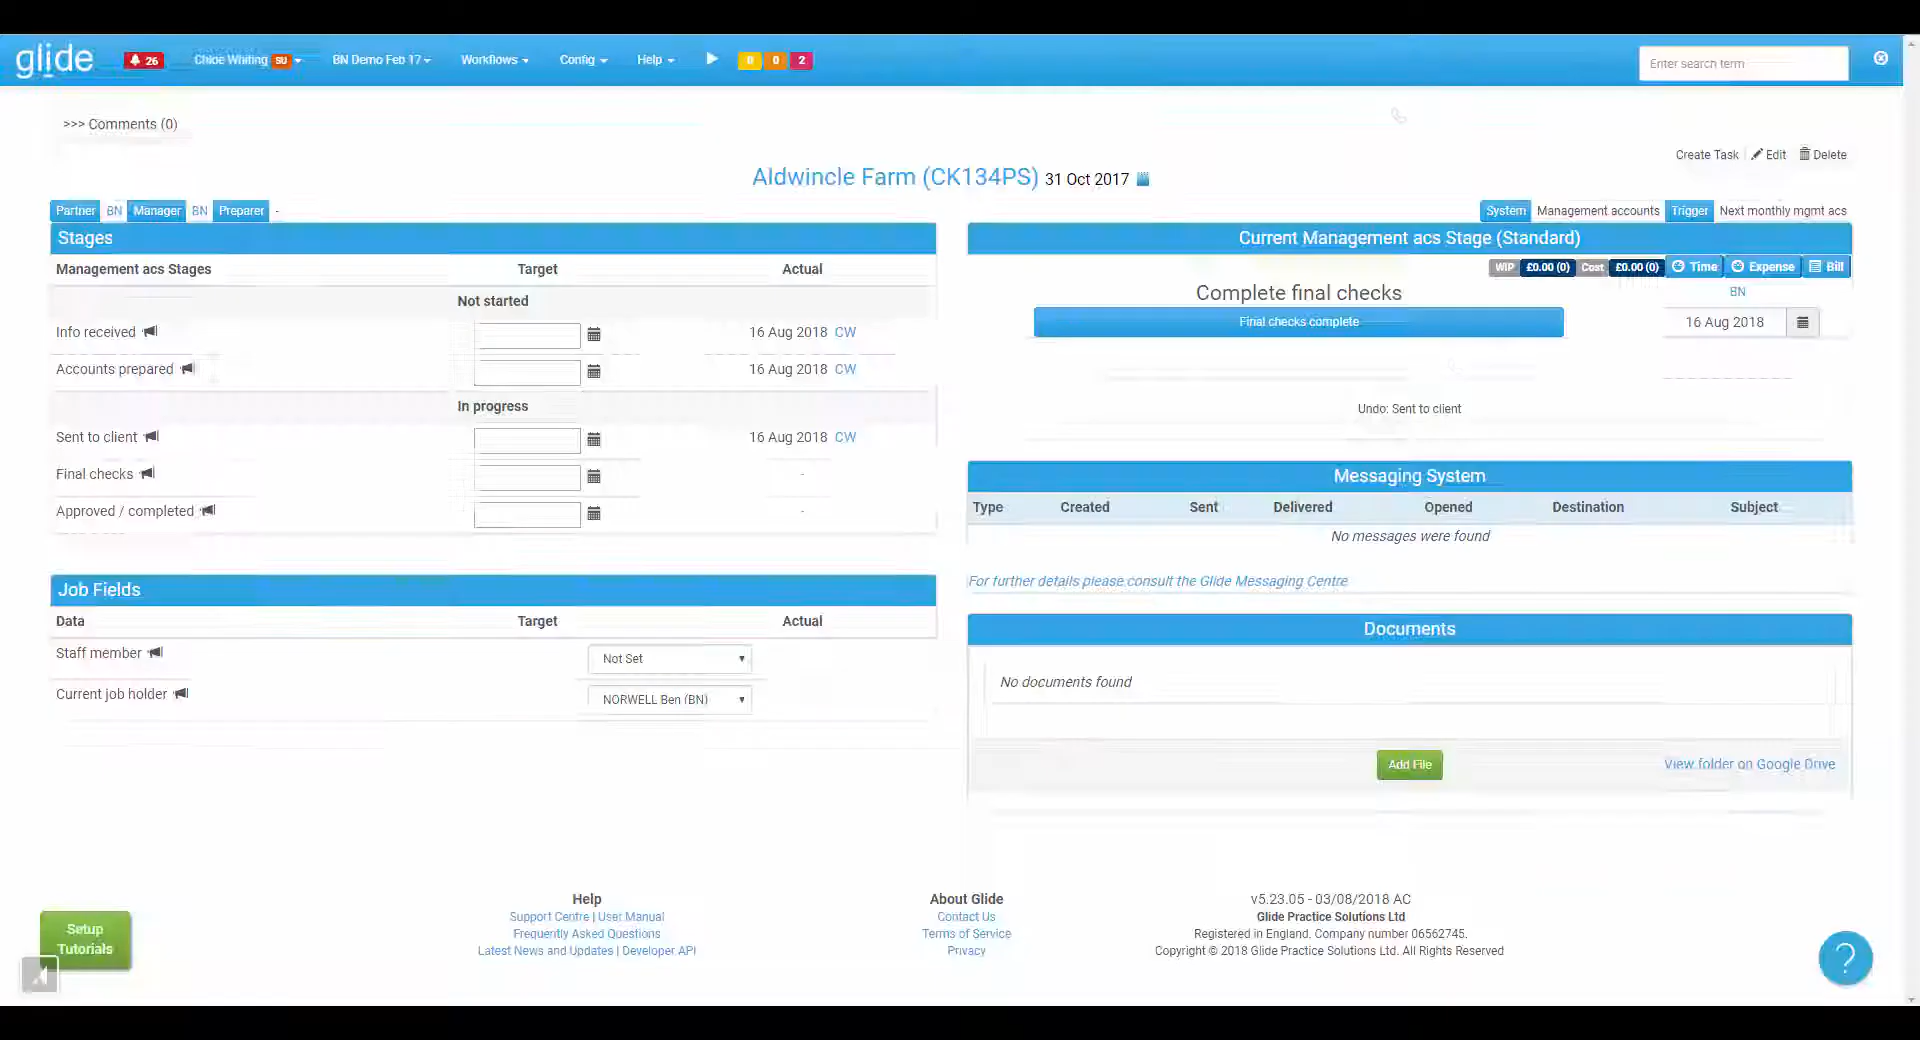 glide 26 Chloe Whiting SU BN Demo Feb 17 Workflows Config Help 0 0 2 Enter search term
>>> Comments (0)
Create Task Edit Delete
Aldwincle Farm (CK134PS) 31 Oct 2017
Partner BN Manager BN Preparer -
System Management accounts Trigger Next monthly mgmt acs
Stages
Management acs Stages Target Actual
Not started
Info received 16 Aug 2018 CW
Accounts prepared 16 Aug 2018 CW
In progress
Sent to client 16 Aug 2018 CW
Final checks -
Approved / completed -
Current Management acs Stage (Standard)
WIP £0.00 (0) Cost £0.00 (0) Time Expense Bill
Complete final checks BN
Final checks complete 16 Aug 2018
Undo: Sent to client
Messaging System
Type Created Sent Delivered Opened Destination Subject
No messages were found
For further details please consult the Glide Messaging Centre
Job Fields
Data Target Actual
Staff member Not Set
Current job holder NORWELL Ben (BN)
Documents
No documents found
Add File View folder on Google Drive
Setup
Tutorials
Help
Support Centre | User Manual
Frequently Asked Questions
Latest News and Updates | Developer API
About Glide
Contact Us
Terms of Service
Privacy
v5.23.05 - 03/08/2018 AC
Glide Practice Solutions Ltd
Registered in England. Company number 06562745.
Copyright © 2018 Glide Practice Solutions Ltd. All Rights Reserved
?